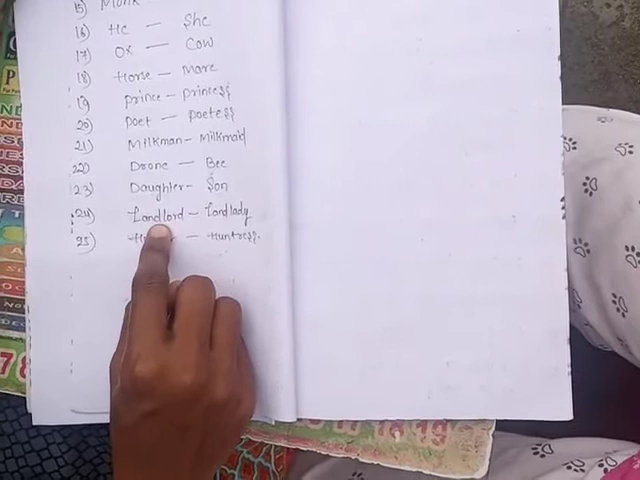 15) Monk
16) He — She
17) Ox — Cow
18) Horse — Mare
19 Prince — princess
20) Poet — poetess
21) Milkman — Milkmaid
22) Drone — Bee
23) Daughter — Son
24) Landlord — Landlady
25) — Huntress.